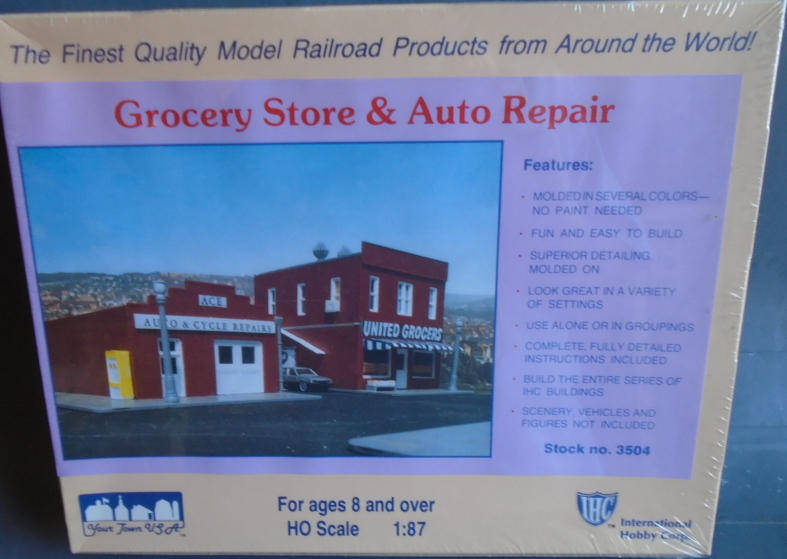 The Finest Quality Model Railroad Products from Around the World!
Grocery Store & Auto Repair
Features:
· MOLDED IN SEVERAL COLORS—
NO PAINT NEEDED
· FUN AND EASY TO BUILD
· SUPERIOR DETAILING
MOLDED ON
· LOOK GREAT IN A VARIETY
OF SETTINGS
· USE ALONE OR IN GROUPINGS
· COMPLETE, FULLY DETAILED
INSTRUCTIONS INCLUDED
· BUILD THE ENTIRE SERIES OF
IHC BUILDINGS
· SCENERY, VEHICLES AND
FIGURES NOT INCLUDED
Stock no. 3504
ACE
AUTO & CYCLE REPAIRS
UNITED GROCERS
Your Town U.S.A.
TM
For ages 8 and over
HO Scale 1:87
IHC
TM
International
Hobby Corp.